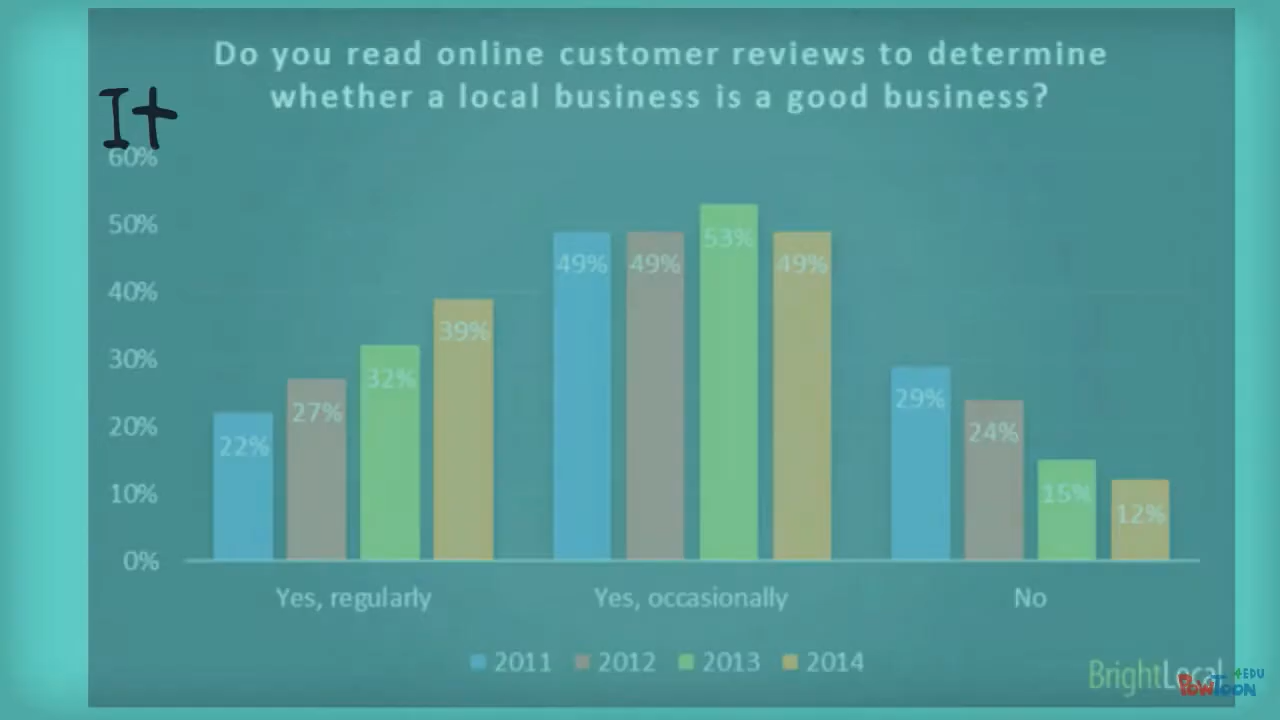 Do you read online customer reviews to determine
whether a local business is a good business?
It
60%
50%
40%
30%
20%
10%
0%
22%
27%
32%
39%
49%
49%
53%
49%
29%
24%
15%
12%
Yes, regularly
Yes, occasionally
No
2011
2012
2013
2014
BrightLocal
POWTOON
4EDU